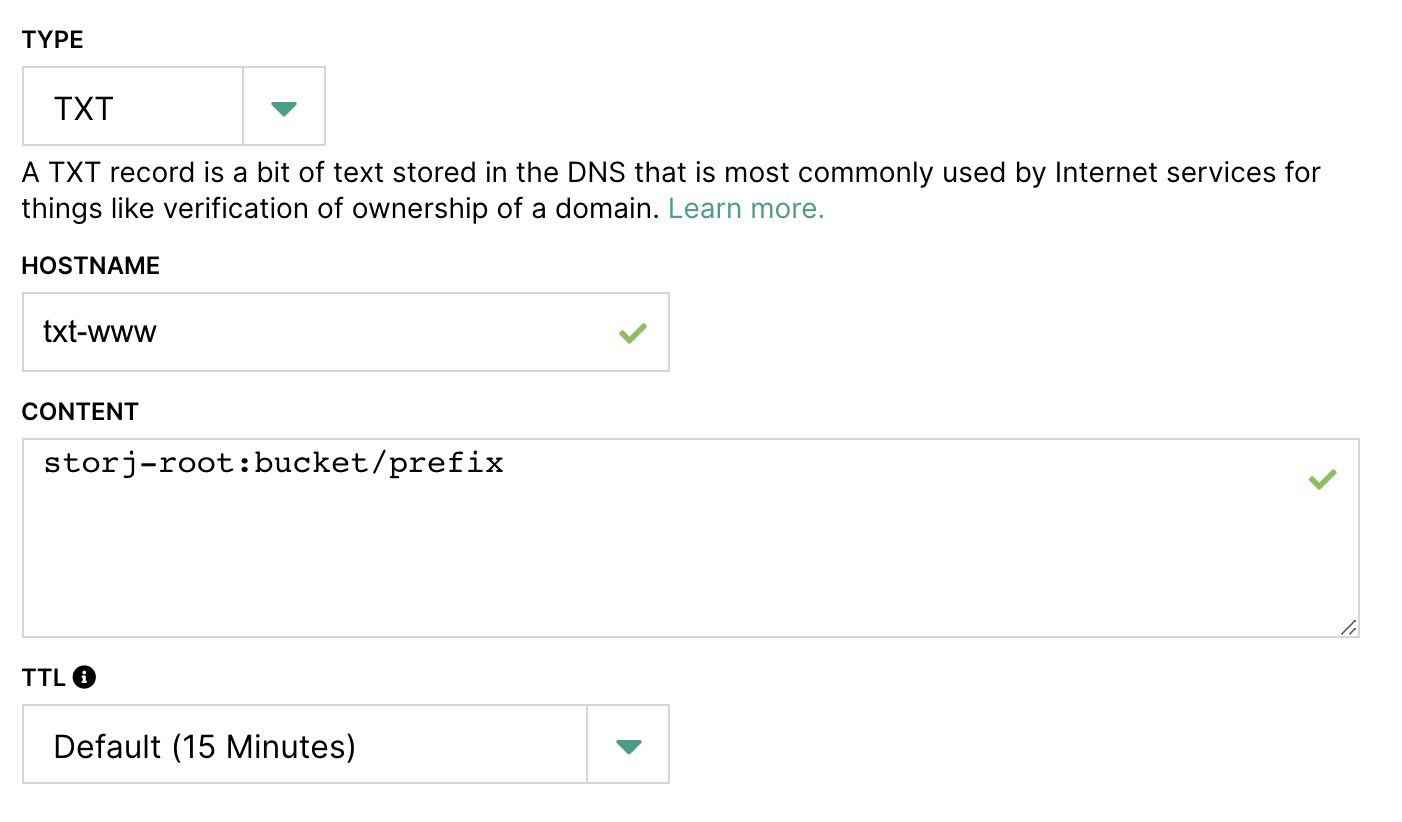 TYPE
TXT
A TXT record is a bit of text stored in the DNS that is most commonly used by Internet services for
things like verification of ownership of a domain. Learn more.
HOSTNAME
txt-www
CONTENT
storj-root:bucket/prefix
TTL
Default (15 Minutes)